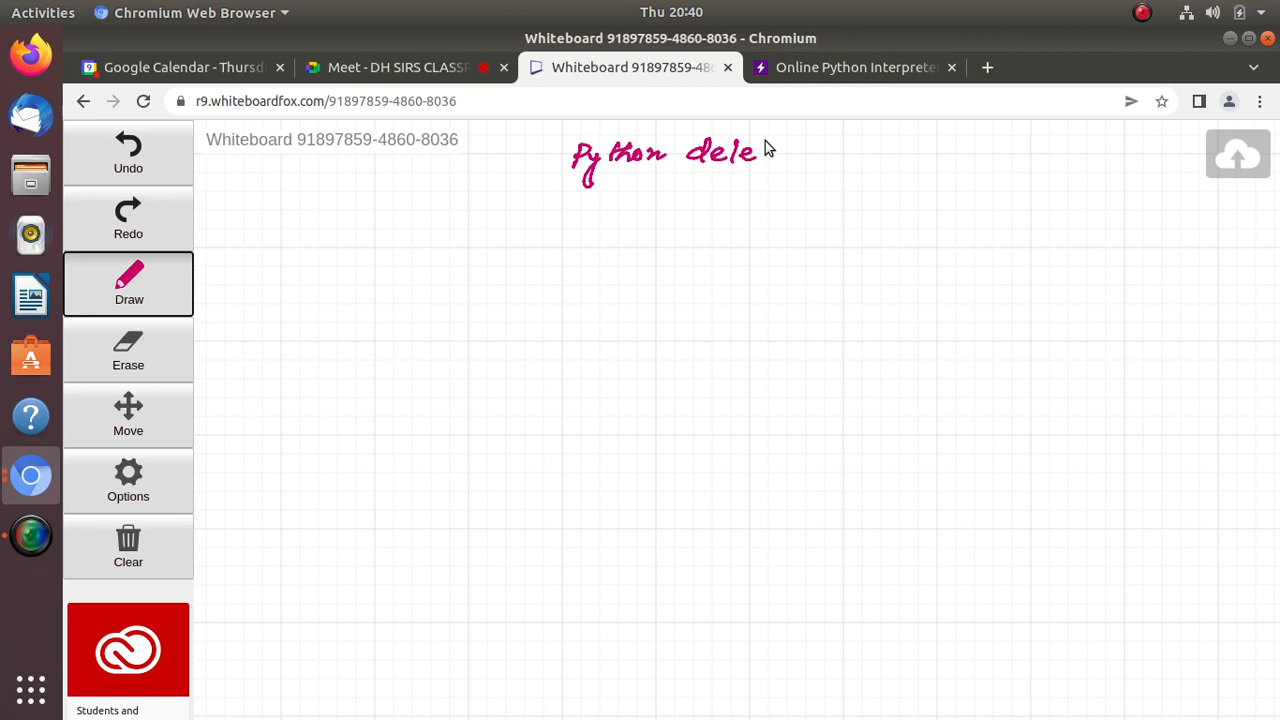 Activities Chromium Web Browser Thu 20:40
Whiteboard 91897859-4860-8036 - Chromium
Google Calendar - Thursd Meet - DH SIRS CLASSR Whiteboard 91897859-48 Online Python Interprete
r9.whiteboardfox.com/91897859-4860-8036
Whiteboard 91897859-4860-8036
Python dele
Undo
Redo
Draw
Erase
Move
Options
Clear
Students and